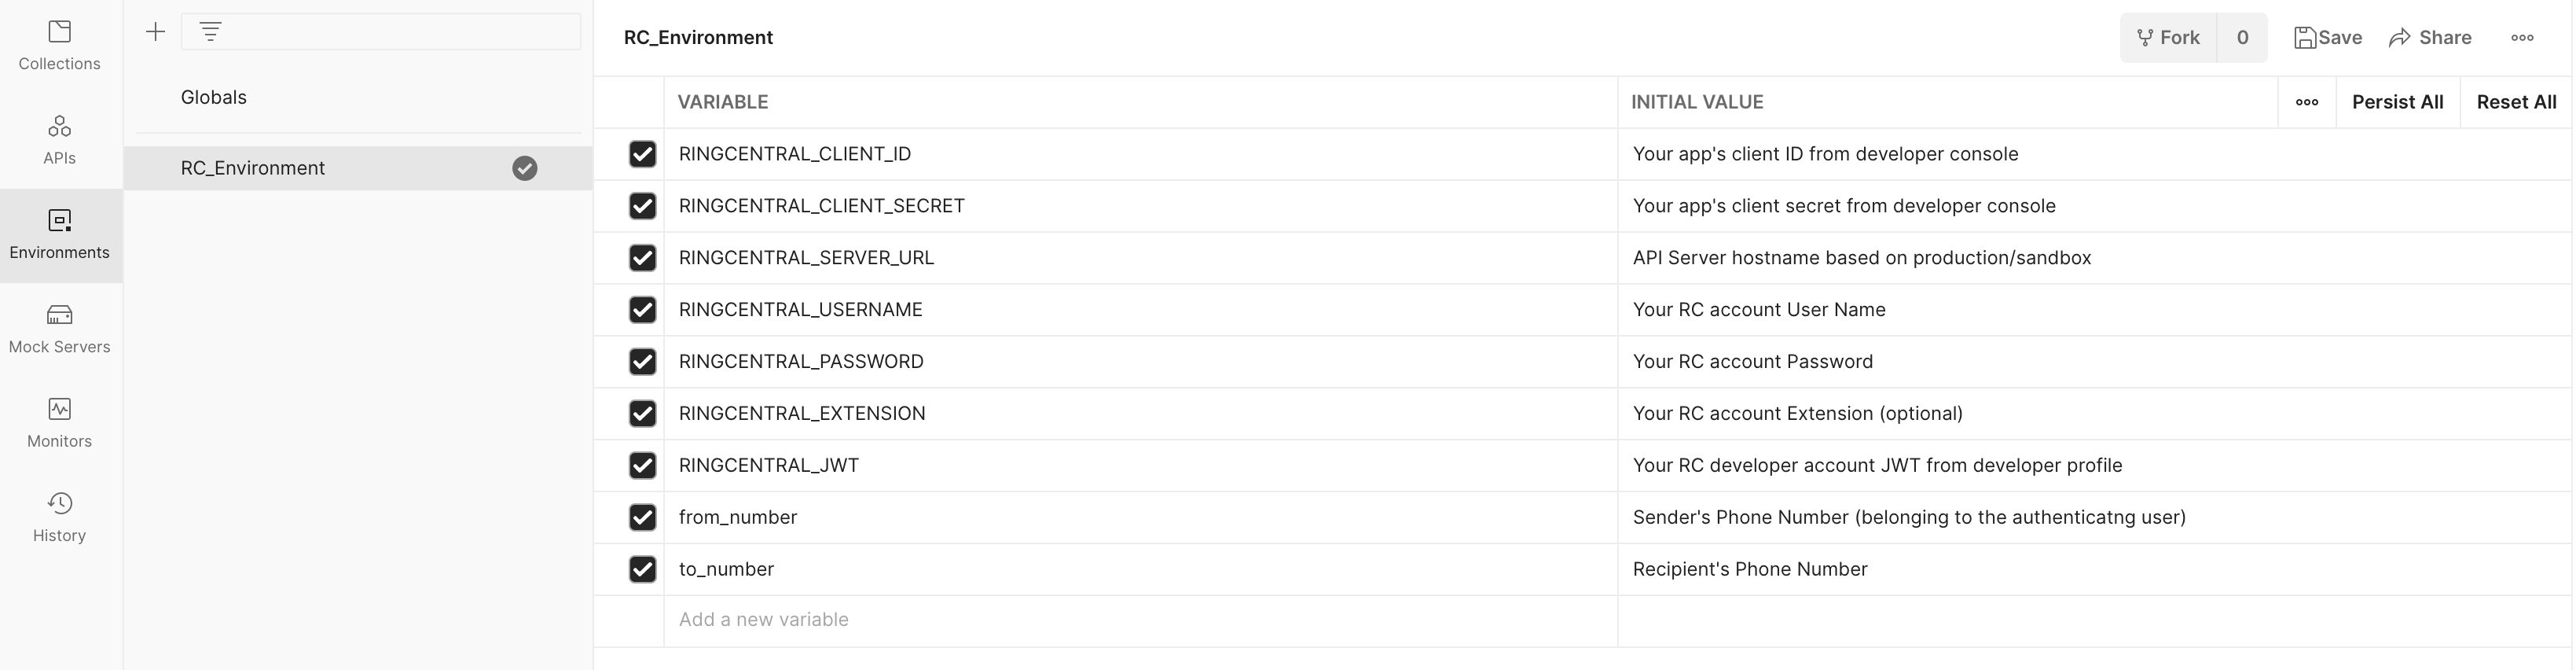 Collections
APIs
Environments
Mock Servers
Monitors
History
Globals
RC_Environment
RC_Environment
Fork 0 Save Share
VARIABLE INITIAL VALUE Persist All Reset All
RINGCENTRAL_CLIENT_ID Your app's client ID from developer console
RINGCENTRAL_CLIENT_SECRET Your app's client secret from developer console
RINGCENTRAL_SERVER_URL API Server hostname based on production/sandbox
RINGCENTRAL_USERNAME Your RC account User Name
RINGCENTRAL_PASSWORD Your RC account Password
RINGCENTRAL_EXTENSION Your RC account Extension (optional)
RINGCENTRAL_JWT Your RC developer account JWT from developer profile
from_number Sender's Phone Number (belonging to the authenticatng user)
to_number Recipient's Phone Number
Add a new variable